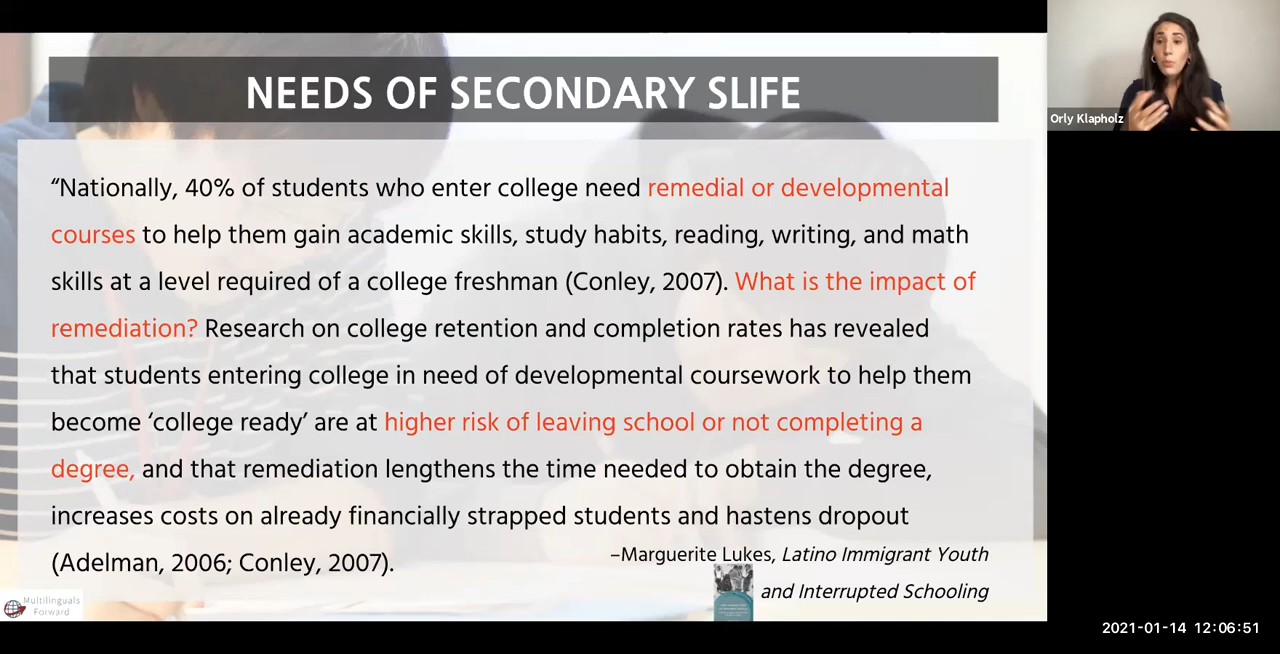 NEEDS OF SECONDARY SLIFE
Orly Klapholz
“Nationally, 40% of students who enter college need remedial or developmental
courses to help them gain academic skills, study habits, reading, writing, and math
skills at a level required of a college freshman (Conley, 2007). What is the impact of
remediation? Research on college retention and completion rates has revealed
that students entering college in need of developmental coursework to help them
become ‘college ready’ are at higher risk of leaving school or not completing a
degree, and that remediation lengthens the time needed to obtain the degree,
increases costs on already financially strapped students and hastens dropout
(Adelman, 2006; Conley, 2007).
–Marguerite Lukes, Latino Immigrant Youth
and Interrupted Schooling
Multilinguals
Forward
2021-01-14 12:06:51